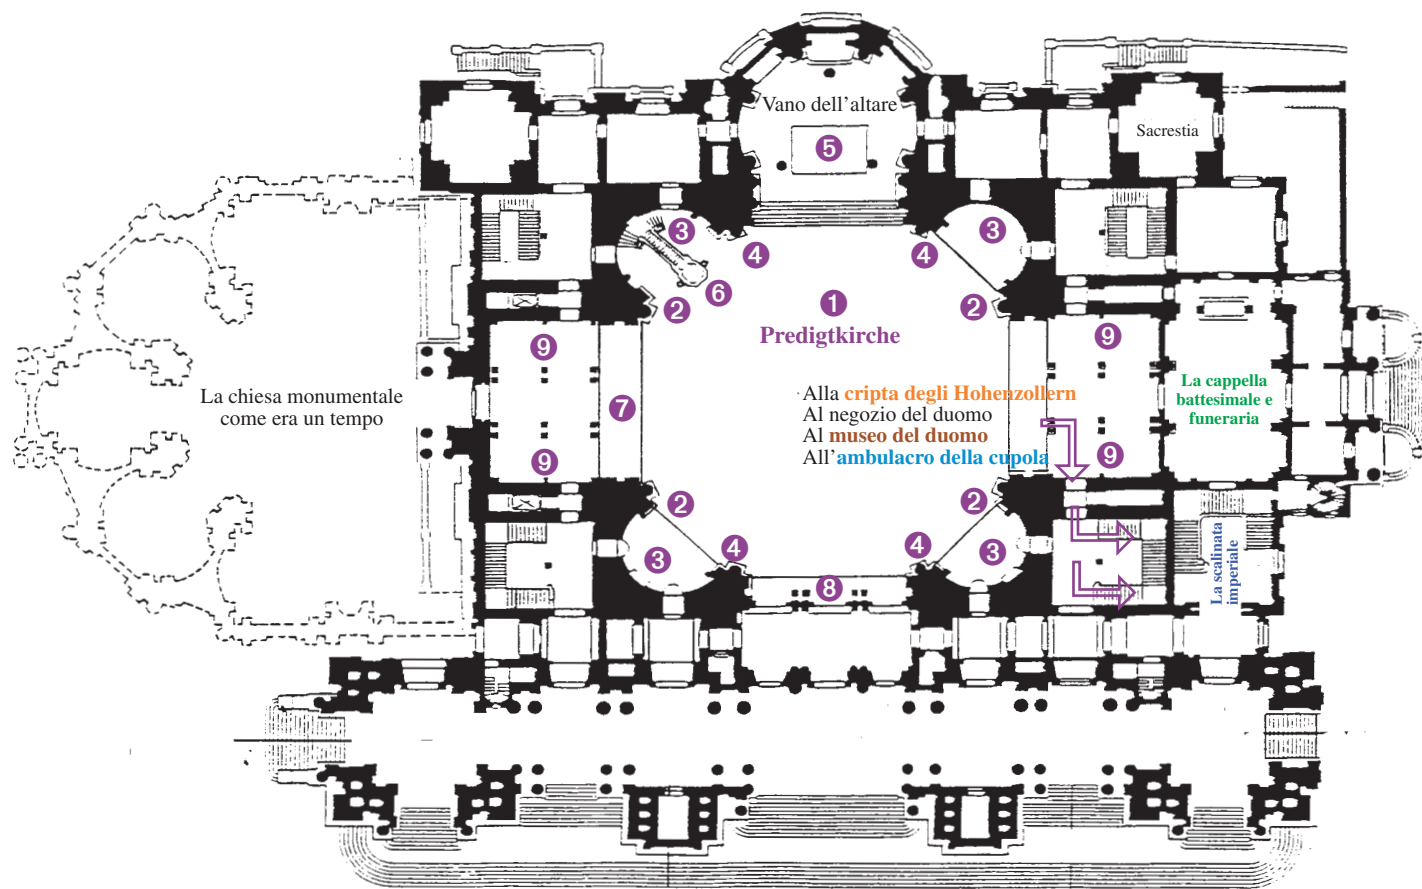 Vano dell'altare
5
Sacrestia
3
3
4
4
6
2
2
1
Predigtkirche
9
9
La chiesa monumentale
come era un tempo
7
Alla cripta degli Hohenzollern
Al negozio del duomo
Al museo del duomo
All'ambulacro della cupola
La cappella
battesimale e
funeraria
9
9
2
2
4
4
3
3
8
La scalinata
imperiale